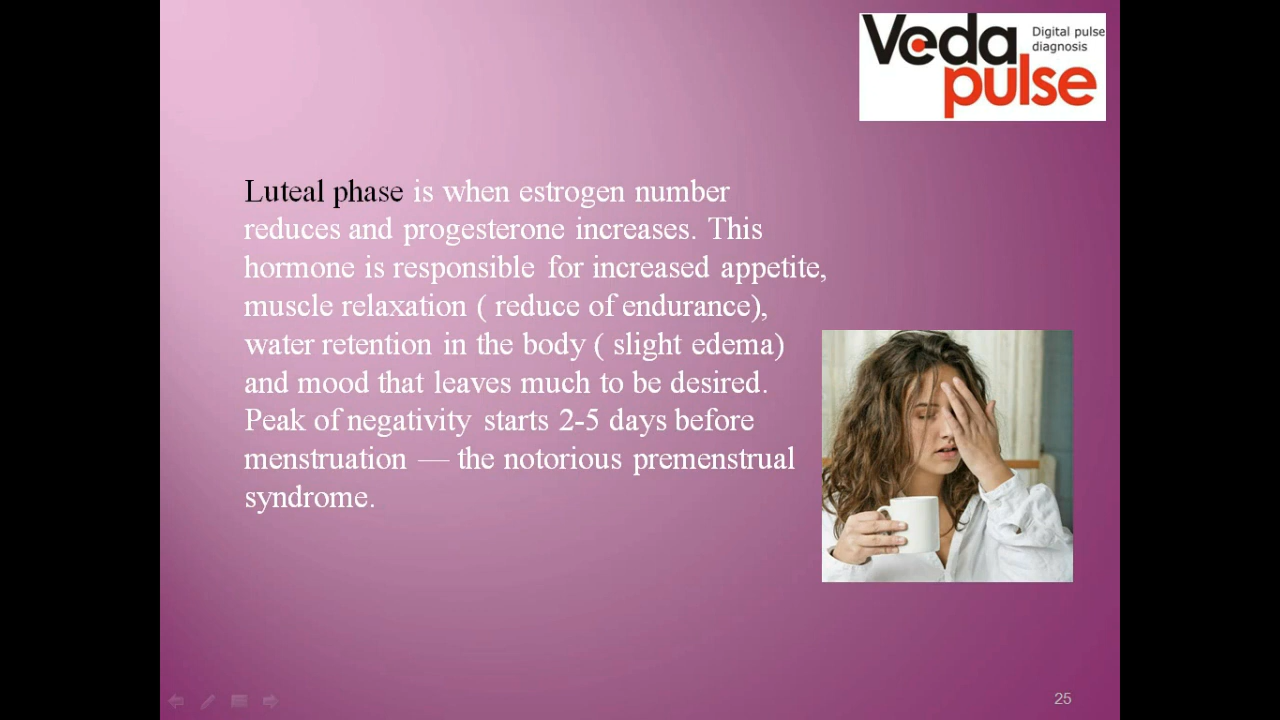 Veda
pulse
Digital pulse
diagnosis
Luteal phase is when estrogen number
reduces and progesterone increases. This
hormone is responsible for increased appetite,
muscle relaxation ( reduce of endurance),
water retention in the body ( slight edema)
and mood that leaves much to be desired.
Peak of negativity starts 2-5 days before
menstruation — the notorious premenstrual
syndrome.
25